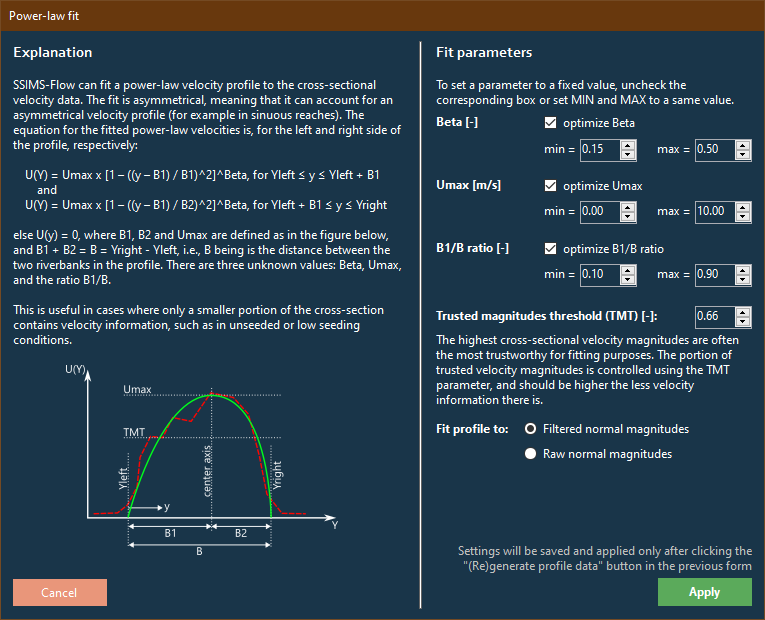 Power-law fit
Explanation
SSIMS-Flow can fit a power-law velocity profile to the cross-sectional
velocity data. The fit is asymmetrical, meaning that it can account for an
asymmetrical velocity profile (for example in sinuous reaches). The
equation for the fitted power-law velocities is, for the left and right side of
the profile, respectively:
U(Y) = Umax x [1 – ((y – B1) / B1)^2]^Beta, for Yleft ≤ y ≤ Yleft + B1
and
U(Y) = Umax x [1 – ((y – B1) / B2)^2]^Beta, for Yleft + B1 ≤ y ≤ Yright
else U(y) = 0, where B1, B2 and Umax are defined as in the figure below,
and B1 + B2 = B = Yright - Yleft, i.e., B being is the distance between the
two riverbanks in the profile. There are three unknown values: Beta, Umax,
and the ratio B1/B.
This is useful in cases where only a smaller portion of the cross-section
contains velocity information, such as in unseeded or low seeding
conditions.
U(Y)
Umax
TMT
Yleft
center axis
Yright
y
Y
B1
B2
B
Cancel
Fit parameters
To set a parameter to a fixed value, uncheck the
corresponding box or set MIN and MAX to a same value.
Beta [-]
optimize Beta
min = 0.15 max = 0.50
Umax [m/s]
optimize Umax
min = 0.00 max = 10.00
B1/B ratio [-]
optimize B1/B ratio
min = 0.10 max = 0.90
Trusted magnitudes threshold (TMT) [-]: 0.66
The highest cross-sectional velocity magnitudes are often
the most trustworthy for fitting purposes. The portion of
trusted velocity magnitudes is controlled using the TMT
parameter, and should be higher the less velocity
information there is.
Fit profile to: Filtered normal magnitudes
Raw normal magnitudes
Settings will be saved and applied only after clicking the
"(Re)generate profile data" button in the previous form
Apply